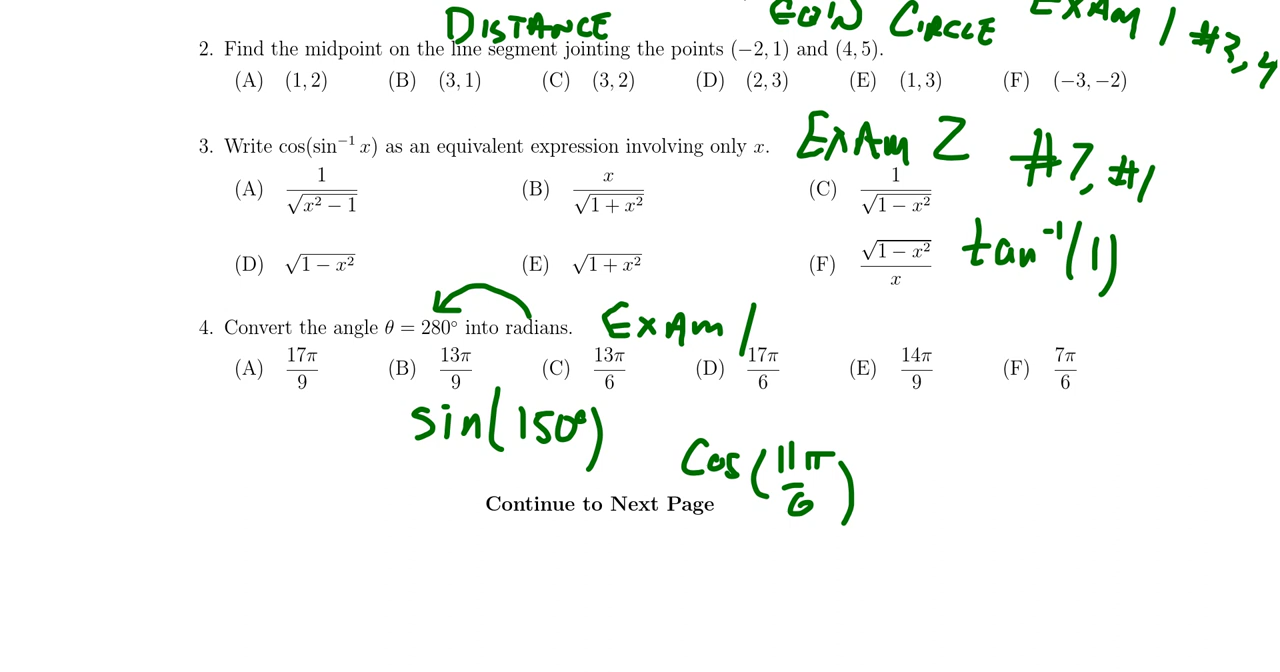 DISTANCE EQ'N CIRCLE EXAM 1 #3, 4
2. Find the midpoint on the line segment jointing the points (−2, 1) and (4, 5).
(A) (1, 2) (B) (3, 1) (C) (3, 2) (D) (2, 3) (E) (1, 3) (F) (−3, −2)
3. Write cos(sin⁻¹ x) as an equivalent expression involving only x. EXAM 2 #7, #1
(A) 1/√(x² − 1) (B) x/√(1 + x²) (C) 1/√(1 − x²)
(D) √(1 − x²) (E) √(1 + x²) (F) √(1 − x²)/x tan⁻¹(1)
4. Convert the angle θ = 280° into radians. EXAM 1
(A) 17π/9 (B) 13π/9 (C) 13π/6 (D) 17π/6 (E) 14π/9 (F) 7π/6
sin(150°) cos(11π/6)
Continue to Next Page